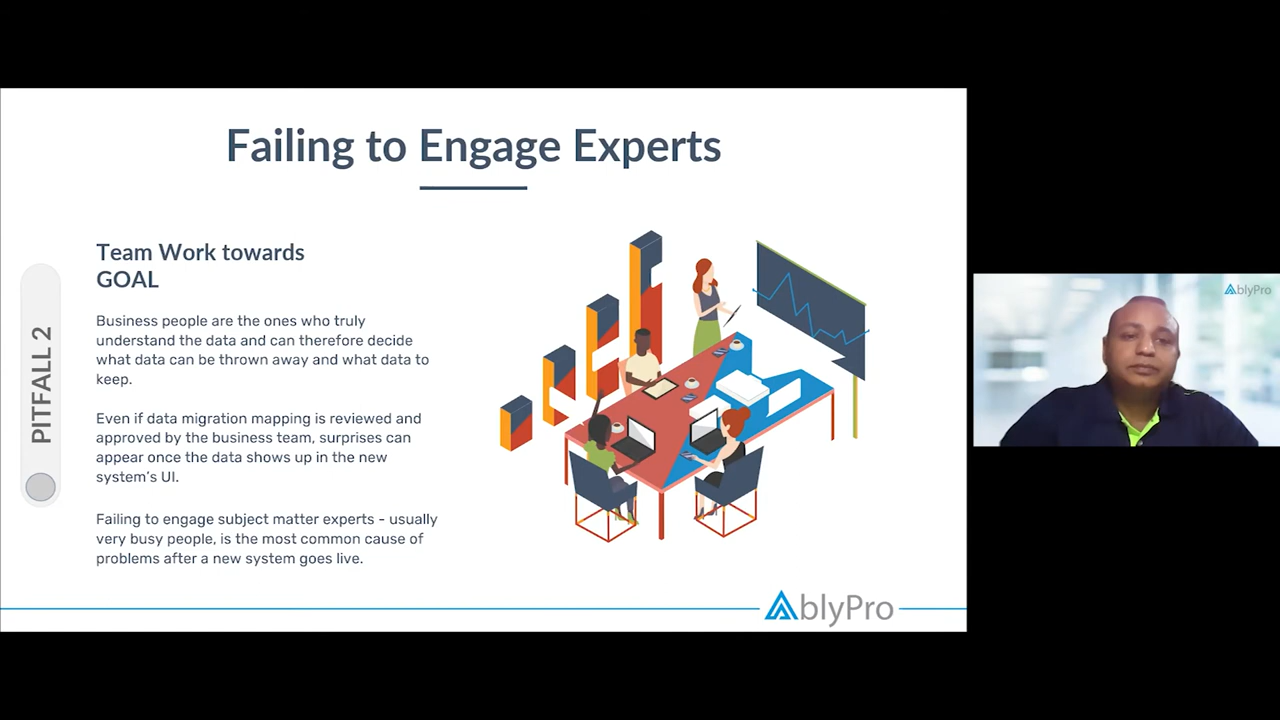 Failing to Engage Experts
Team Work towards
GOAL
Business people are the ones who truly
understand the data and can therefore decide
what data can be thrown away and what data to
keep.
Even if data migration mapping is reviewed and
approved by the business team, surprises can
appear once the data shows up in the new
system's UI.
Failing to engage subject matter experts - usually
very busy people, is the most common cause of
problems after a new system goes live.
PITFALL 2
AblyPro
AblyPro